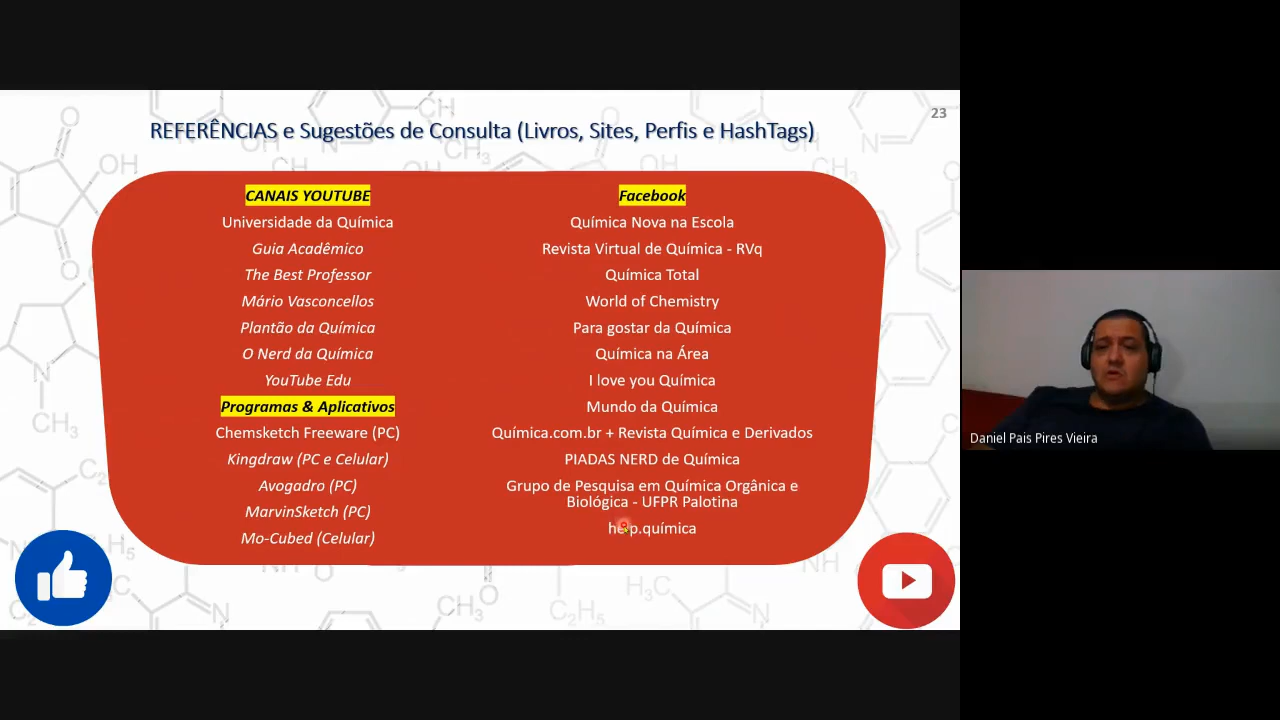 23
REFERÊNCIAS e Sugestões de Consulta (Livros, Sites, Perfis e HashTags)
CANAIS YOUTUBE
Universidade da Química
Guia Acadêmico
The Best Professor
Mário Vasconcellos
Plantão da Química
O Nerd da Química
YouTube Edu
Programas & Aplicativos
Chemsketch Freeware (PC)
Kingdraw (PC e Celular)
Avogadro (PC)
MarvinSketch (PC)
Mo-Cubed (Celular)
Facebook
Química Nova na Escola
Revista Virtual de Química - RVq
Química Total
World of Chemistry
Para gostar da Química
Química na Área
I love you Química
Mundo da Química
Química.com.br + Revista Química e Derivados
PIADAS NERD de Química
Grupo de Pesquisa em Química Orgânica e
Biológica - UFPR Palotina
help.química
Daniel Pais Pires Vieira